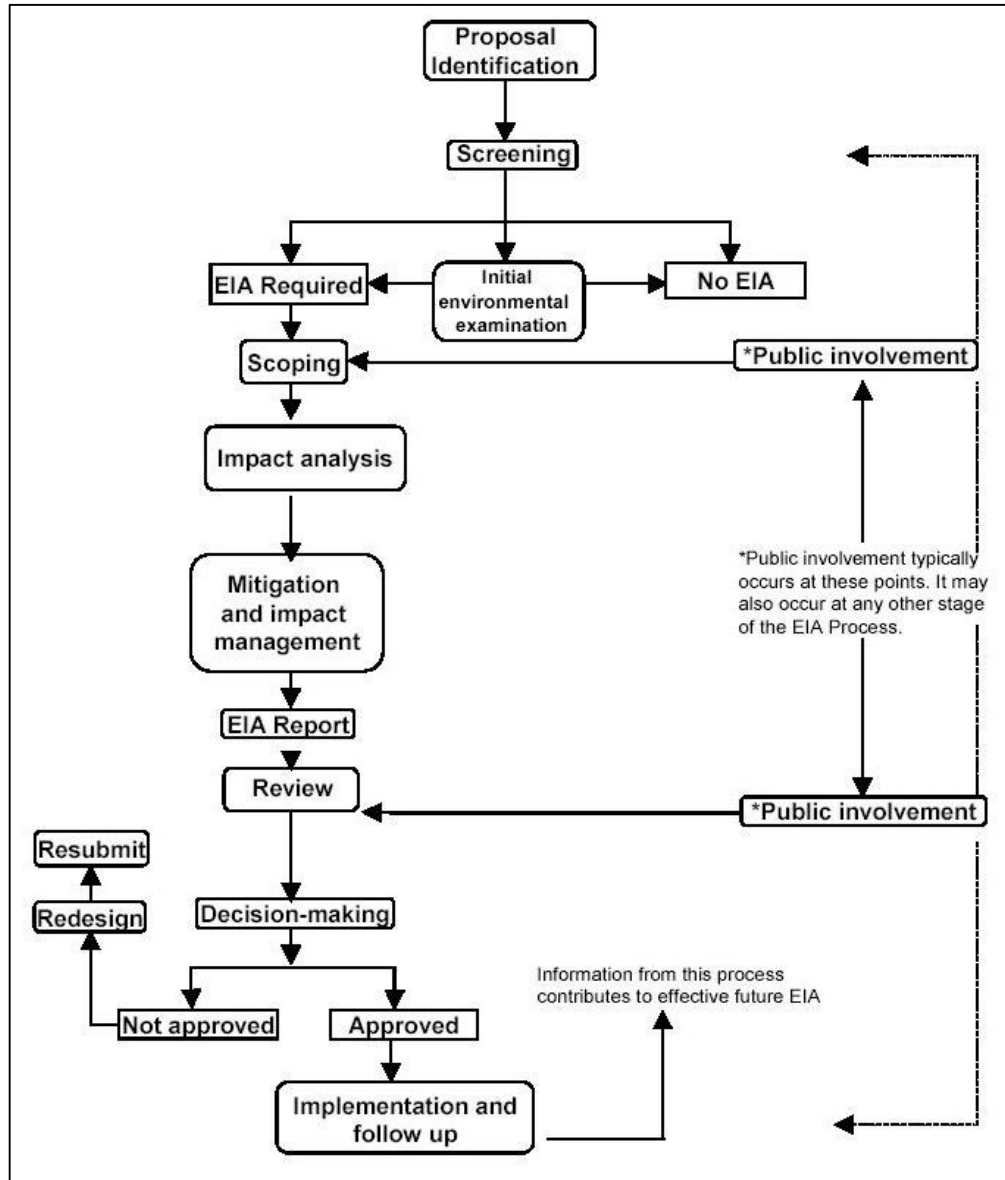 Proposal
Identification
Screening
EIA Required
Initial
environmental
examination
No EIA
Scoping
*Public involvement
Impact analysis
Mitigation
and impact
management
*Public involvement typically
occurs at these points. It may
also occur at any other stage
of the EIA Process.
EIA Report
Review
*Public involvement
Resubmit
Redesign
Decision-making
Not approved
Approved
Information from this process
contributes to effective future EIA
Implementation and
follow up